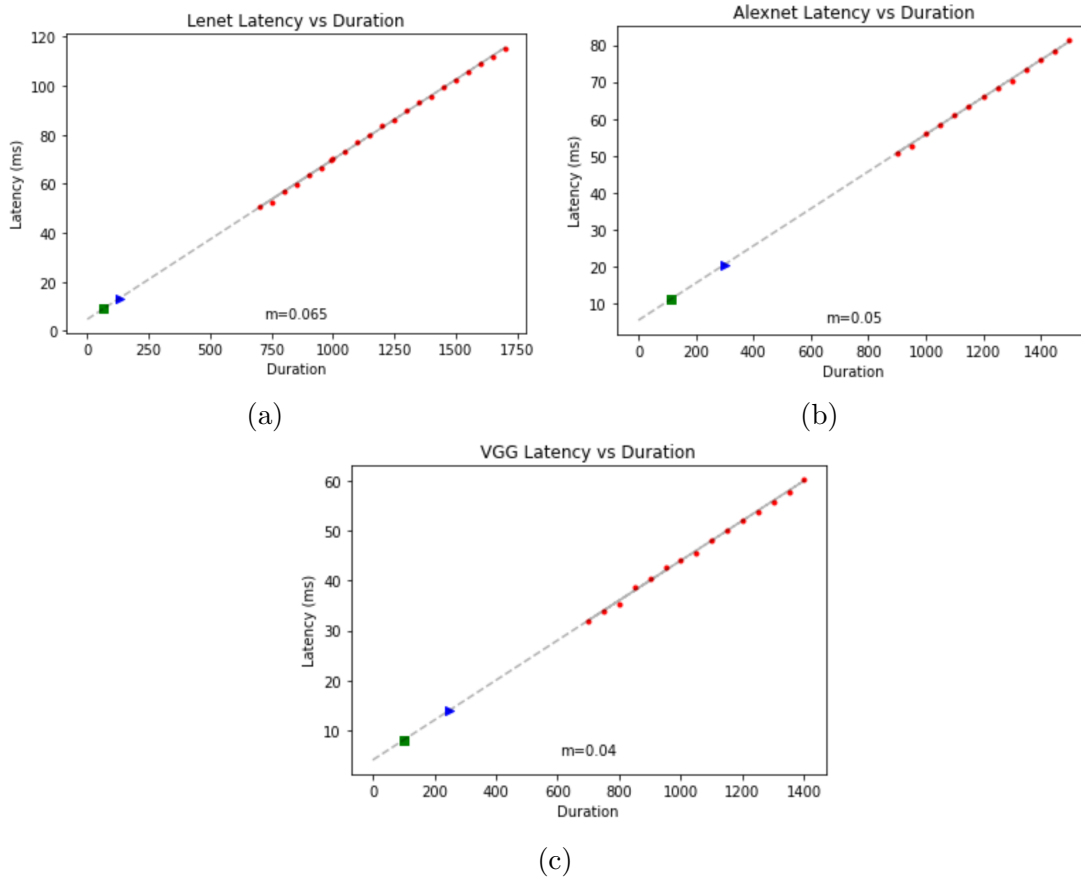 Lenet Latency vs Duration
120
100
80
60
40
20
0
Latency (ms)
m=0.065
0 250 500 750 1000 1250 1500 1750
Duration
(a)
Alexnet Latency vs Duration
80
70
60
50
40
30
20
10
Latency (ms)
m=0.05
0 200 400 600 800 1000 1200 1400
Duration
(b)
VGG Latency vs Duration
60
50
40
30
20
10
Latency (ms)
m=0.04
0 200 400 600 800 1000 1200 1400
Duration
(c)